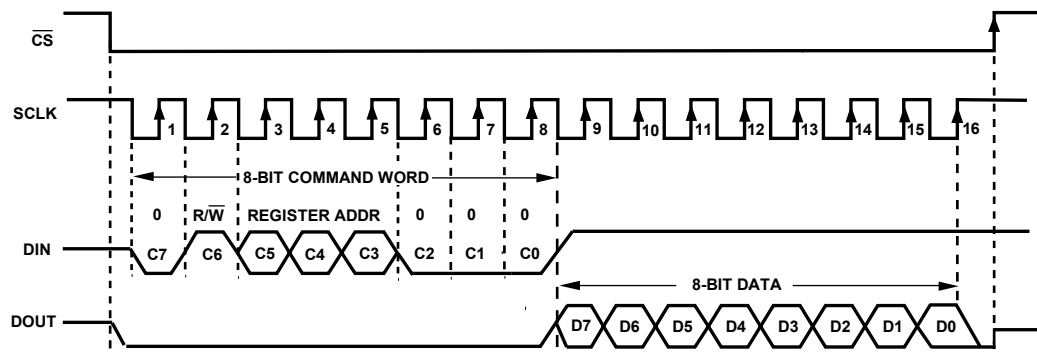 CS
SCLK
1 2 3 4 5 6 7 8 9 10 11 12 13 14 15 16
8-BIT COMMAND WORD
0 R/W REGISTER ADDR 0 0 0
DIN
C7 C6 C5 C4 C3 C2 C1 C0
8-BIT DATA
DOUT
D7 D6 D5 D4 D3 D2 D1 D0